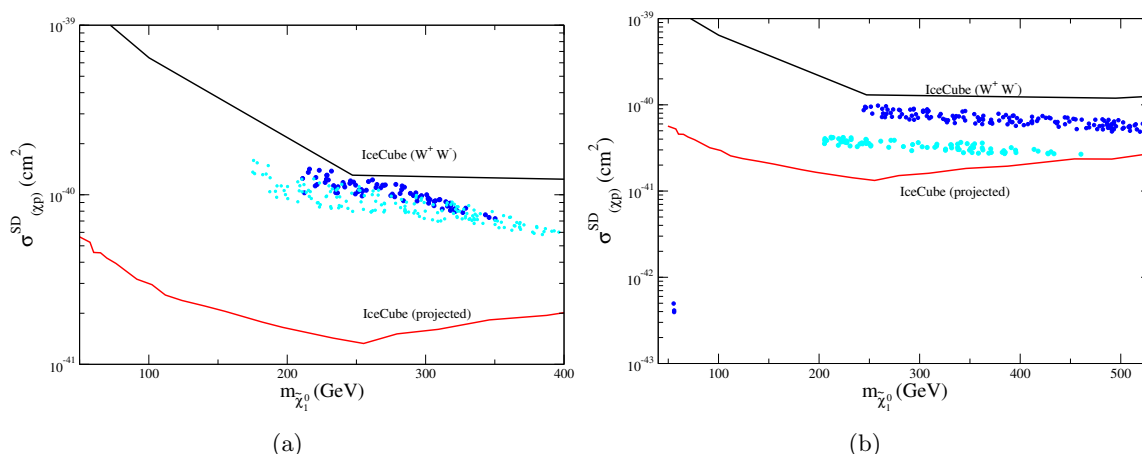 10^-39
10^-40
10^-41
σ^SD (χp) (cm^2)
IceCube (W^+ W^-)
IceCube (projected)
100 200 300 400
m_χ̃_1^0 (GeV)
(a)
10^-39
10^-40
10^-41
10^-42
10^-43
σ^SD (χp) (cm^2)
IceCube (W^+ W^-)
IceCube (projected)
100 200 300 400 500
m_χ̃_1^0 (GeV)
(b)